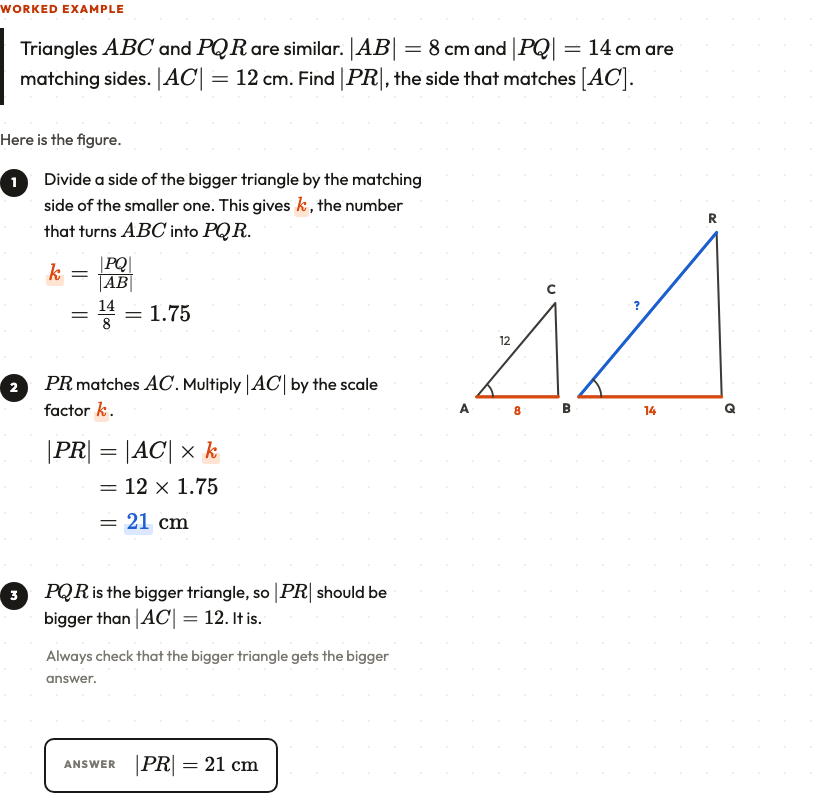 WORKED EXAMPLE
Triangles ABC and PQR are similar. |AB| = 8 cm and |PQ| = 14 cm are
matching sides. |AC| = 12 cm. Find |PR|, the side that matches [AC].
Here is the figure.
1 Divide a side of the bigger triangle by the matching
side of the smaller one. This gives k, the number
that turns ABC into PQR.
k = |PQ|/|AB|
= 14/8 = 1.75
2 PR matches AC. Multiply |AC| by the scale
factor k.
|PR| = |AC| × k
= 12 × 1.75
= 21 cm
3 PQR is the bigger triangle, so |PR| should be
bigger than |AC| = 12. It is.
Always check that the bigger triangle gets the bigger
answer.
ANSWER |PR| = 21 cm
R
C
?
12
A 8 B 14 Q